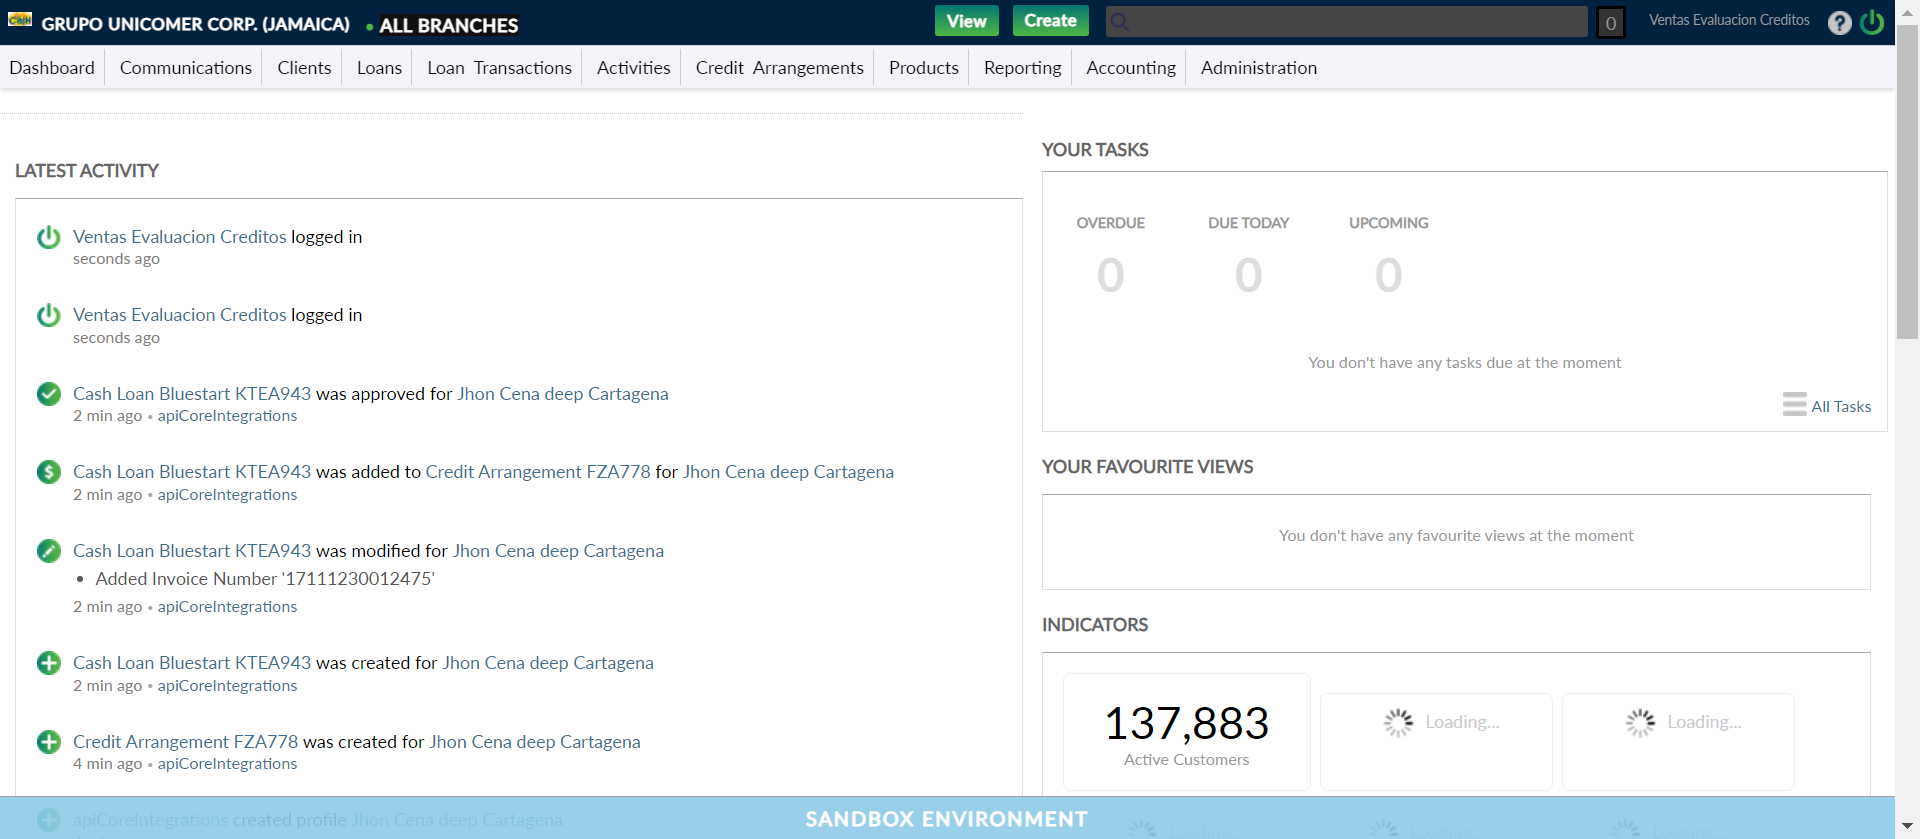 Cash GRUPO UNICOMER CORP. (JAMAICA) • ALL BRANCHES View Create 0 Ventas Evaluacion Creditos ?
Dashboard Communications Clients Loans Loan Transactions Activities Credit Arrangements Products Reporting Accounting Administration
LATEST ACTIVITY
Ventas Evaluacion Creditos logged in
seconds ago
Ventas Evaluacion Creditos logged in
seconds ago
Cash Loan Bluestart KTEA943 was approved for Jhon Cena deep Cartagena
2 min ago • apiCoreIntegrations
Cash Loan Bluestart KTEA943 was added to Credit Arrangement FZA778 for Jhon Cena deep Cartagena
2 min ago • apiCoreIntegrations
Cash Loan Bluestart KTEA943 was modified for Jhon Cena deep Cartagena
• Added Invoice Number '17111230012475'
2 min ago • apiCoreIntegrations
Cash Loan Bluestart KTEA943 was created for Jhon Cena deep Cartagena
2 min ago • apiCoreIntegrations
Credit Arrangement FZA778 was created for Jhon Cena deep Cartagena
4 min ago • apiCoreIntegrations
apiCoreIntegrations created profile Jhon Cena deep Cartagena
YOUR TASKS
OVERDUE DUE TODAY UPCOMING
0 0 0
You don't have any tasks due at the moment
All Tasks
YOUR FAVOURITE VIEWS
You don't have any favourite views at the moment
INDICATORS
137,883
Active Customers
Loading...
Loading...
Loading...
Loading...
Loading...
SANDBOX ENVIRONMENT